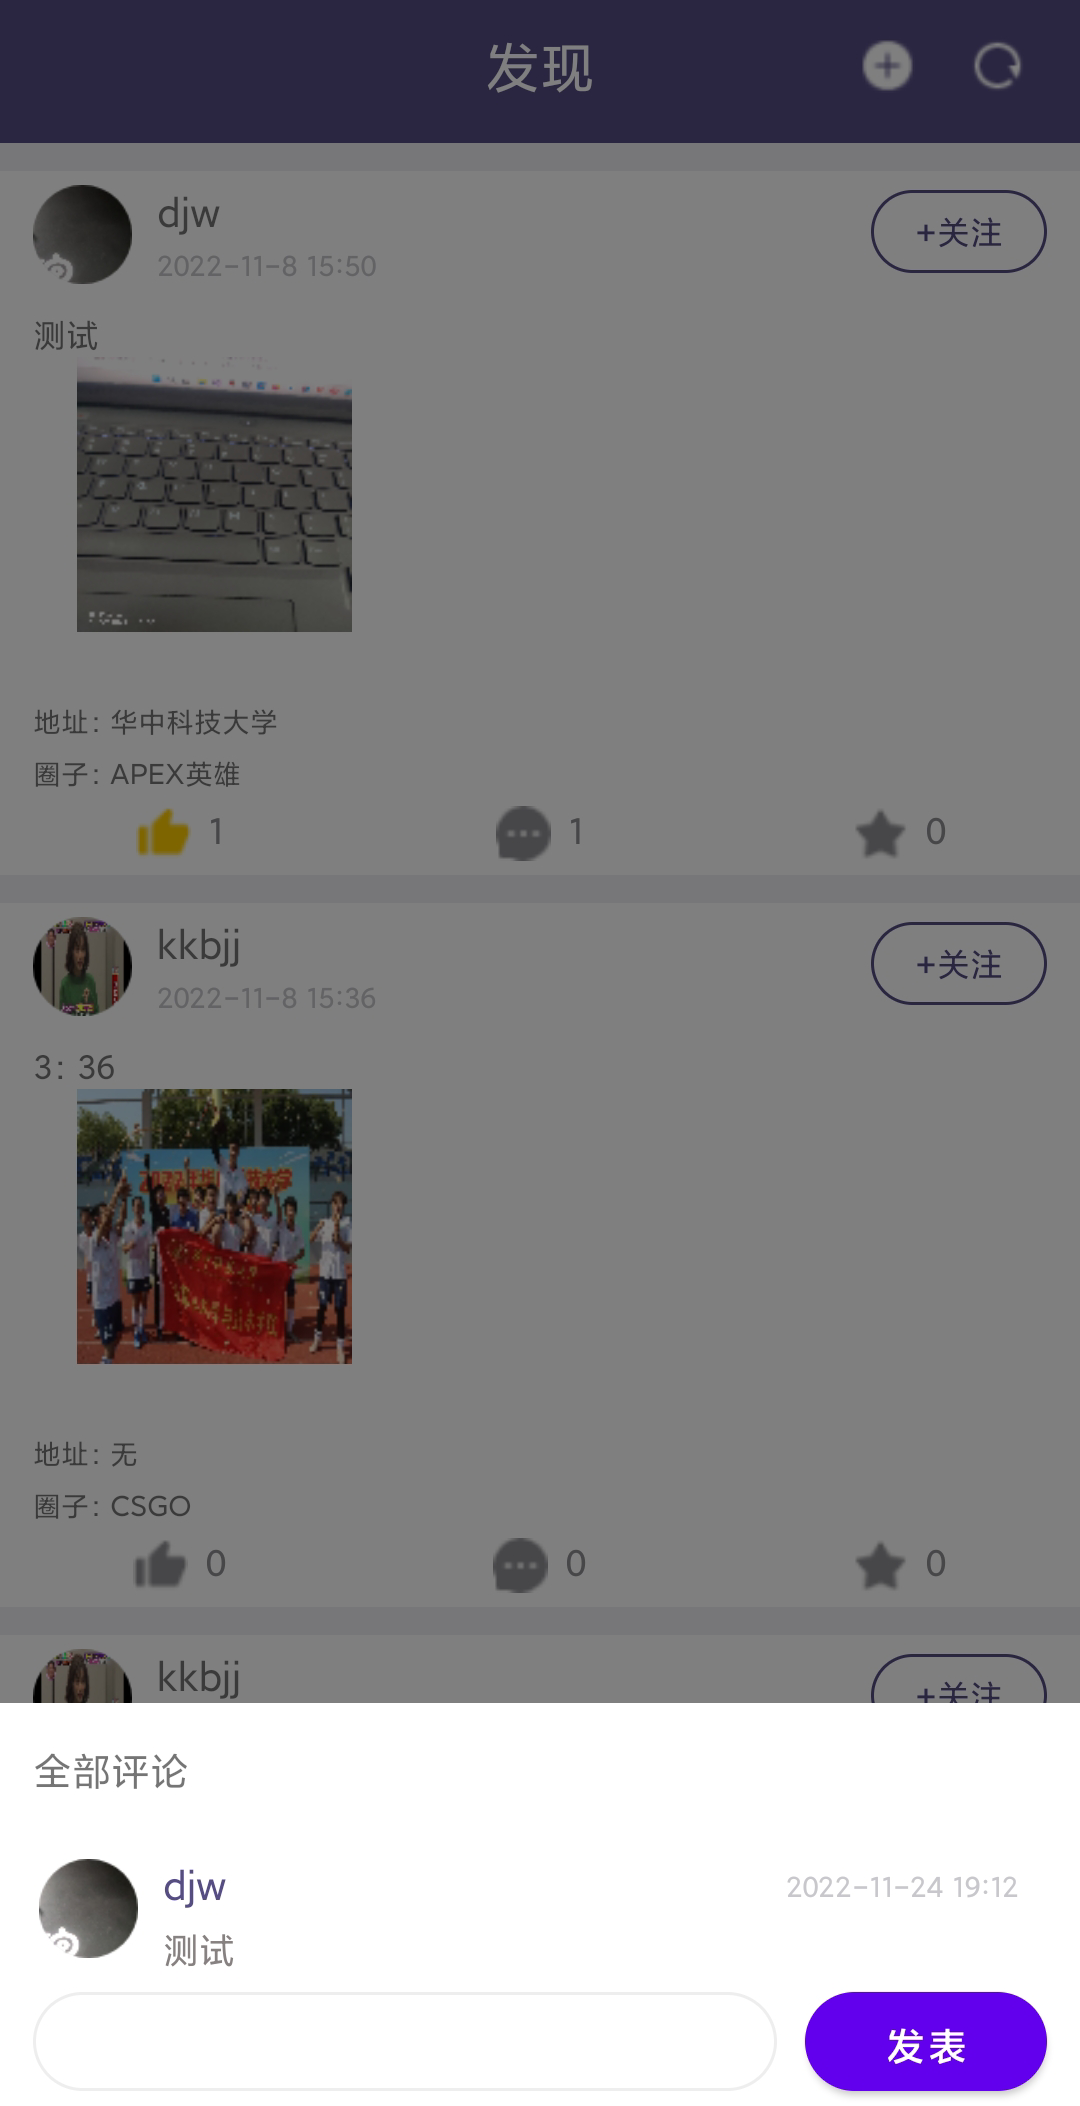 发现
djw
+关注
2022-11-8 15:50
测试
地址: 华中科技大学
圈子: APEX英雄
1 1 0
kkbjj
+关注
2022-11-8 15:36
3: 36
地址: 无
圈子: CSGO
0 0 0
kkbjj
+关注
全部评论
djw
2022-11-24 19:12
测试
发表